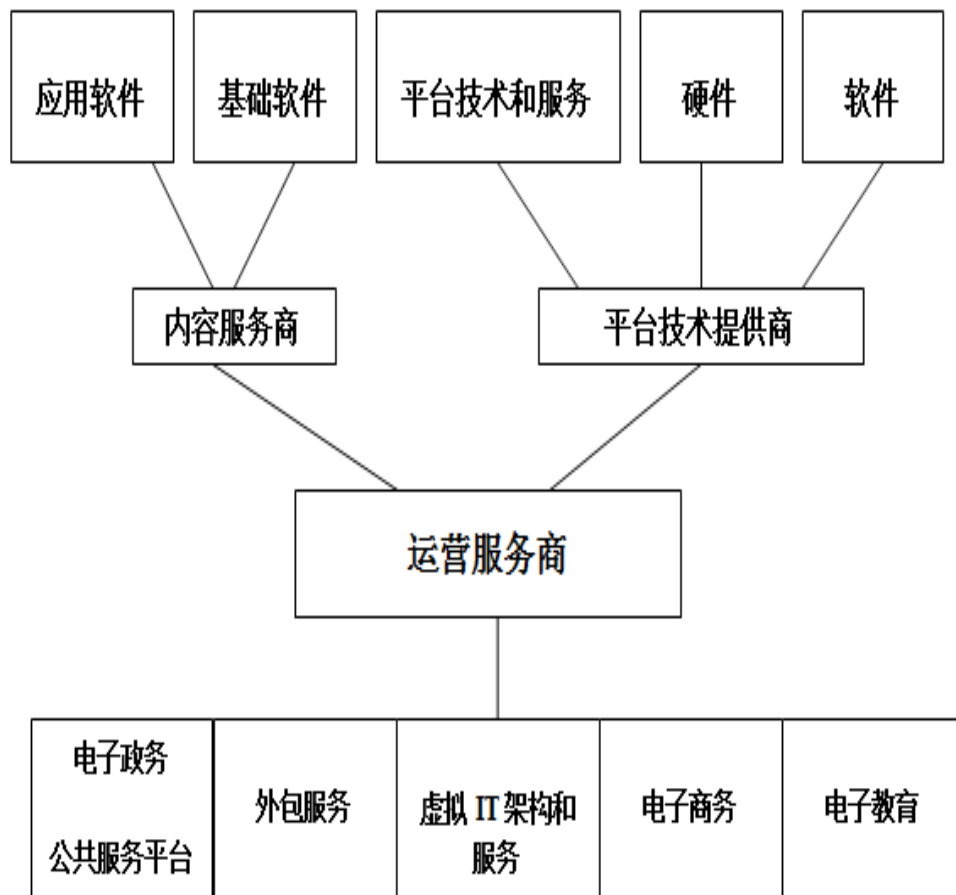 应用软件
基础软件
平台技术和服务
硬件
软件
内容服务商
平台技术提供商
运营服务商
电子政务
公共服务平台
外包服务
虚拟 IT 架构和
服务
电子商务
电子教育